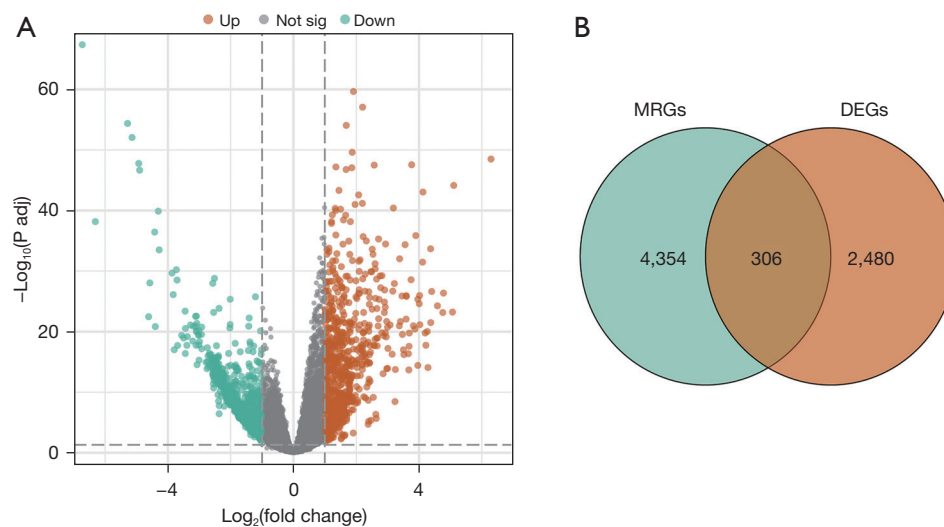 A
Up Not sig Down
60
40
20
0
−4 0 4
−Log₁₀(P adj)
Log₂(fold change)
B
MRGs DEGs
4,354 306 2,480